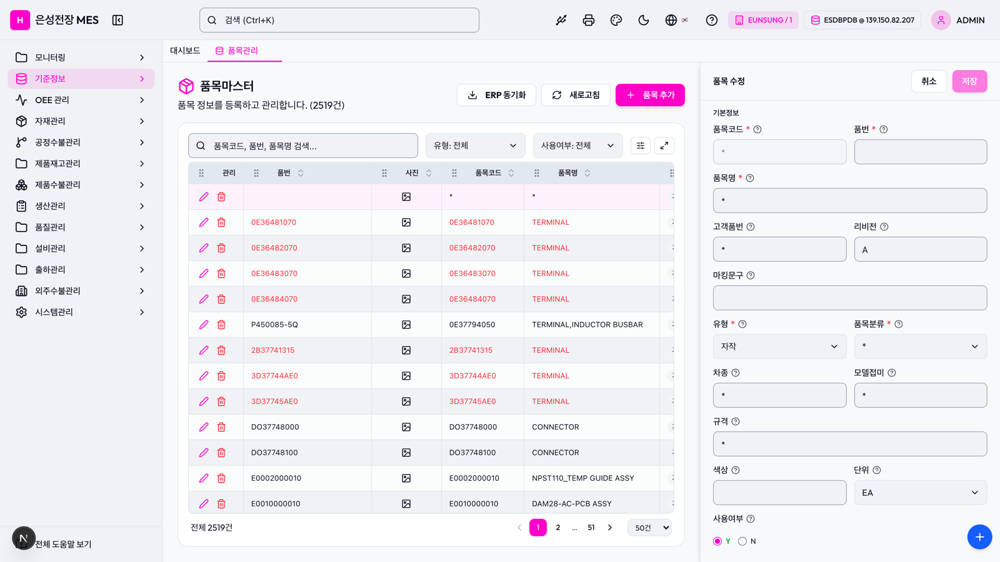 H 은성전장 MES
검색 (Ctrl+K)
EUNSUNG / 1
ESDBPDB @ 139.150.82.207
ADMIN
모니터링
기준정보
OEE 관리
자재관리
공정수불관리
제품재고관리
제품수불관리
생산관리
품질관리
설비관리
출하관리
외주수불관리
시스템관리
N
전체 도움말 보기
대시보드
품목관리
품목마스터
품목 정보를 등록하고 관리합니다. (2519건)
ERP 동기화
새로고침
+ 품목 추가
품목코드, 품번, 품목명 검색...
유형: 전체
사용여부: 전체
관리 품번 사진 품목코드 품목명
* *
0E36481070 0E36481070 TERMINAL
0E36482070 0E36482070 TERMINAL
0E36483070 0E36483070 TERMINAL
0E36484070 0E36484070 TERMINAL
P450085-5Q 0E37794050 TERMINAL,INDUCTOR BUSBAR
2B37741315 2B37741315 TERMINAL
3D37744AE0 3D37744AE0 TERMINAL
3D37745AE0 3D37745AE0 TERMINAL
DO37748000 DO37748000 CONNECTOR
DO37748100 DO37748100 CONNECTOR
E0002000010 E0002000010 NPST110_TEMP GUIDE ASSY
E0010000010 E0010000010 DAM28-AC-PCB ASSY
전체 2519건
1 2 ... 51
50건
품목 수정
취소
저장
기본정보
품목코드 * 품번 *
*
품목명 *
*
고객품번 리비전
* A
마킹문구
유형 * 품목분류 *
자작 *
차종 모델접미
* *
규격
*
색상 단위
EA
사용여부
Y N